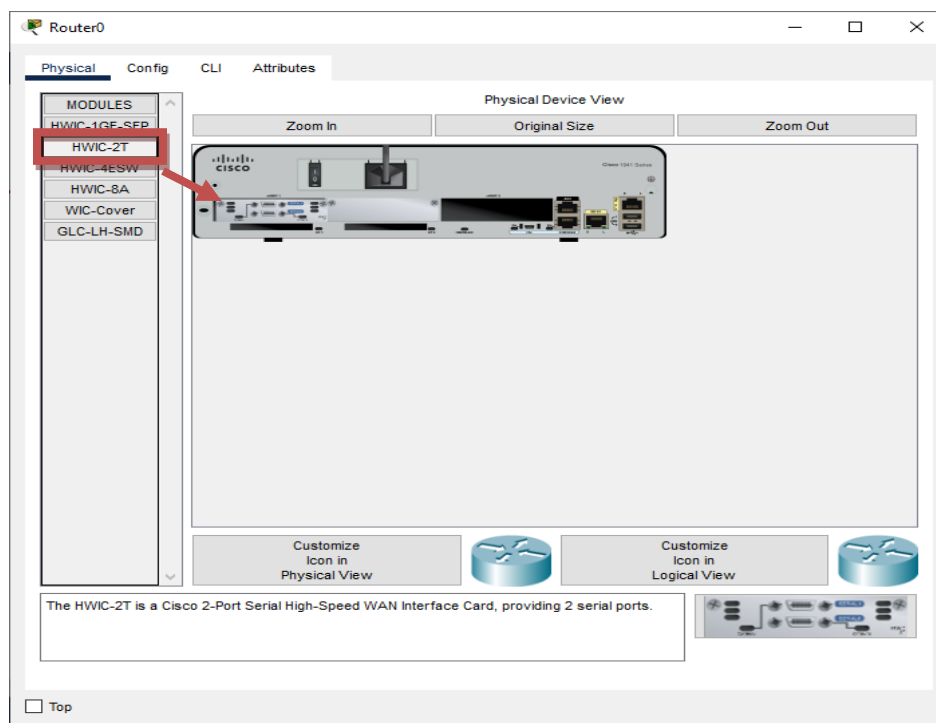 Router0
Physical Config CLI Attributes
MODULES
HWIC-1GE-SFP
HWIC-2T
HWIC-4ESW
HWIC-8A
WIC-Cover
GLC-LH-SMD
Physical Device View
Zoom In Original Size Zoom Out
CISCO
Cisco 1941 Series
Customize
Icon in
Physical View
Customize
Icon in
Logical View
The HWIC-2T is a Cisco 2-Port Serial High-Speed WAN Interface Card, providing 2 serial ports.
Top